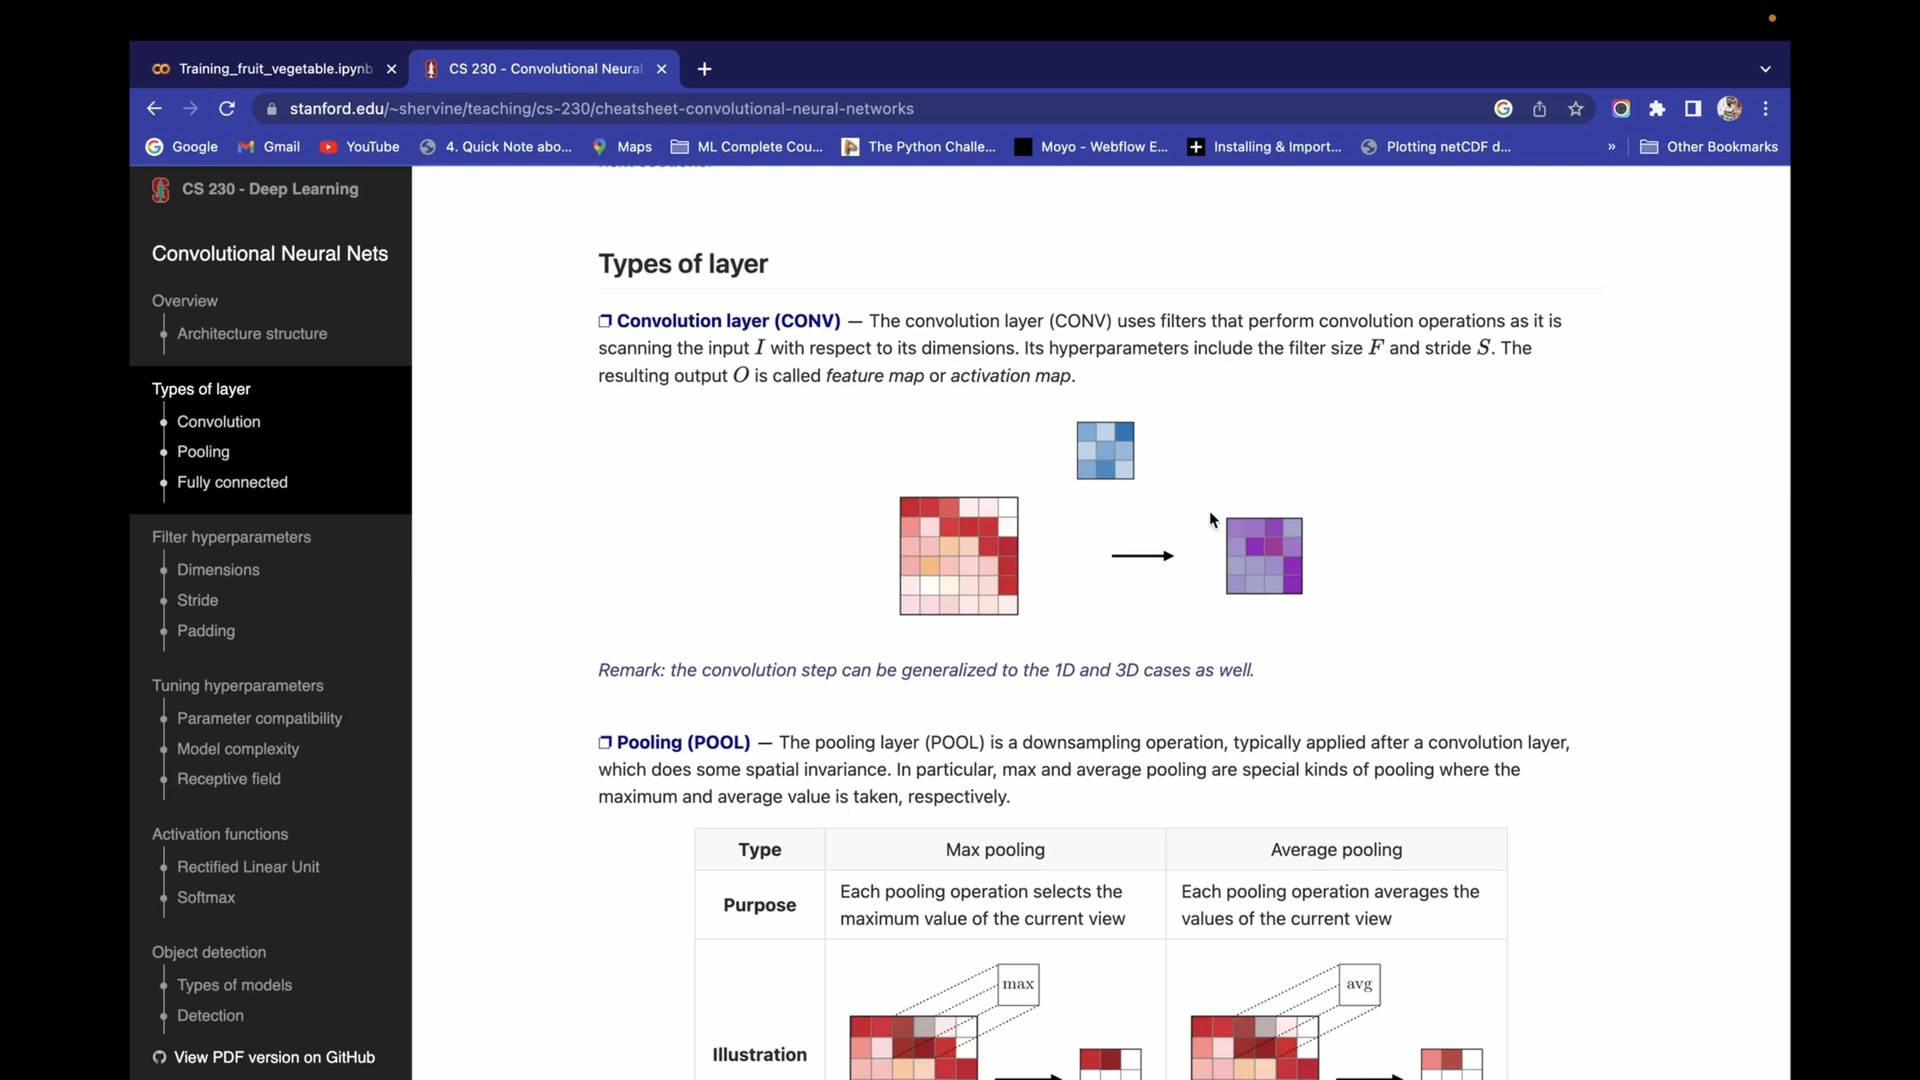 Training_fruit_vegetable.ipynb
CS 230 - Convolutional Neural
stanford.edu/~shervine/teaching/cs-230/cheatsheet-convolutional-neural-networks
Google Gmail YouTube 4. Quick Note abo... Maps ML Complete Cou... The Python Challe... Moyo - Webflow E... Installing & Import... Plotting netCDF d... » Other Bookmarks
CS 230 - Deep Learning
Convolutional Neural Nets
Overview
Architecture structure
Types of layer
Convolution
Pooling
Fully connected
Filter hyperparameters
Dimensions
Stride
Padding
Tuning hyperparameters
Parameter compatibility
Model complexity
Receptive field
Activation functions
Rectified Linear Unit
Softmax
Object detection
Types of models
Detection
View PDF version on GitHub
Types of layer
Convolution layer (CONV) — The convolution layer (CONV) uses filters that perform convolution operations as it is
scanning the input I with respect to its dimensions. Its hyperparameters include the filter size F and stride S. The
resulting output O is called feature map or activation map.
Remark: the convolution step can be generalized to the 1D and 3D cases as well.
Pooling (POOL) — The pooling layer (POOL) is a downsampling operation, typically applied after a convolution layer,
which does some spatial invariance. In particular, max and average pooling are special kinds of pooling where the
maximum and average value is taken, respectively.
Type Max pooling Average pooling
Purpose
Each pooling operation selects the
maximum value of the current view
Each pooling operation averages the
values of the current view
Illustration
max
avg